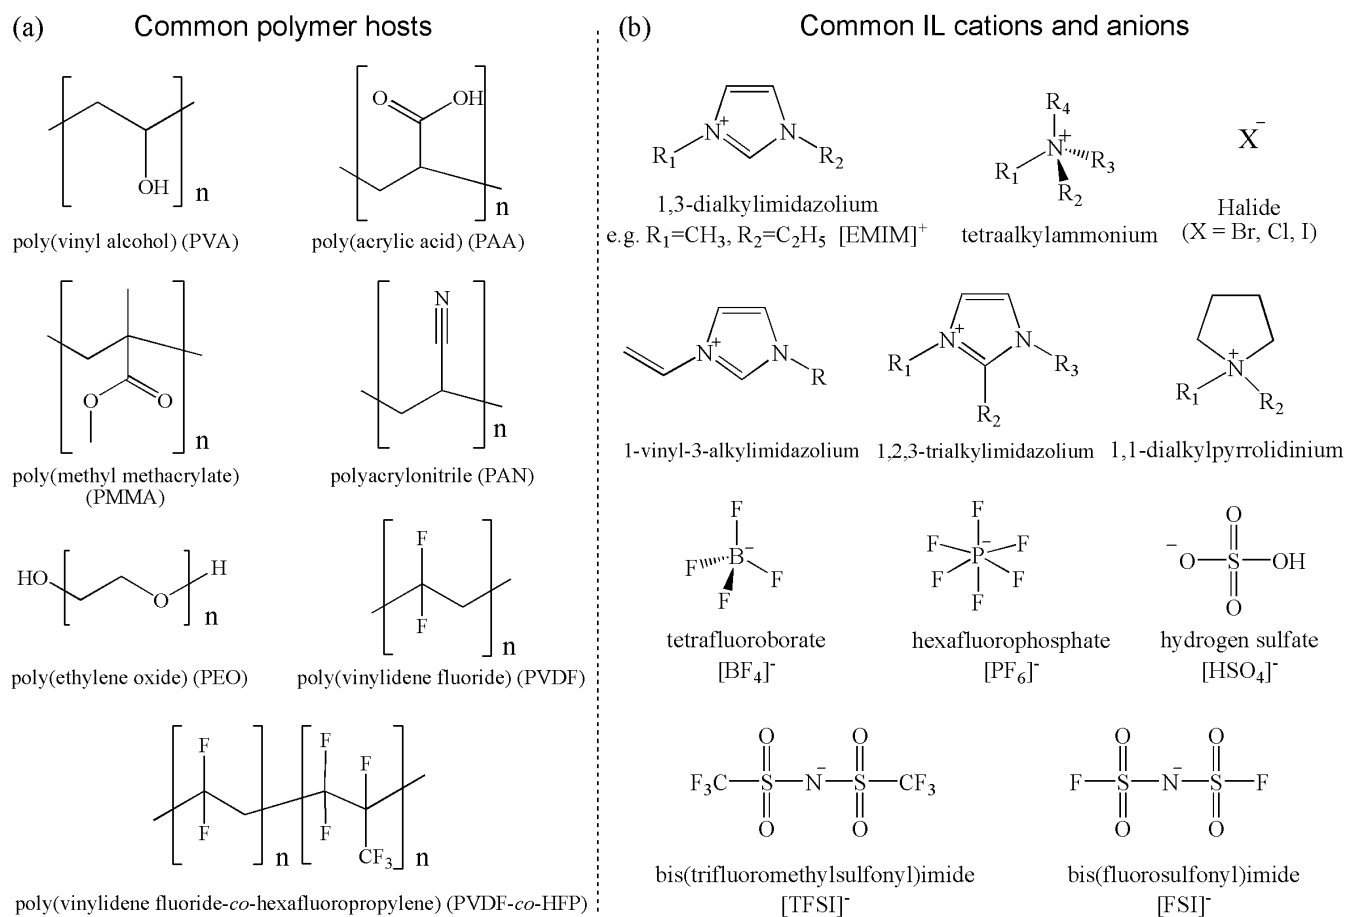 (a) Common polymer hosts
OH
n
poly(vinyl alcohol) (PVA)
O
OH
n
poly(acrylic acid) (PAA)
O
O
n
poly(methyl methacrylate)
(PMMA)
N
n
polyacrylonitrile (PAN)
HO
O
H
n
poly(ethylene oxide) (PEO)
F
F
n
poly(vinylidene fluoride) (PVDF)
F
F
n
F
F
F
CF₃
n
poly(vinylidene fluoride-co-hexafluoropropylene) (PVDF-co-HFP)
(b) Common IL cations and anions
N⁺
N
R₁
R₂
1,3-dialkylimidazolium
e.g. R₁=CH₃, R₂=C₂H₅ [EMIM]⁺
R₄
N⁺
R₁
R₃
R₂
tetraalkylammonium
X⁻
Halide
(X = Br, Cl, I)
N⁺
N
R
1-vinyl-3-alkylimidazolium
N⁺
N
R₁
R₃
R₂
1,2,3-trialkylimidazolium
N⁺
R₁
R₂
1,1-dialkylpyrrolidinium
F
B⁻
F
F
F
tetrafluoroborate
[BF₄]⁻
F
F
F
P⁻
F
F
F
hexafluorophosphate
[PF₆]⁻
O
⁻O
S
OH
O
hydrogen sulfate
[HSO₄]⁻
O O
F₃C S N⁻ S CF₃
O O
bis(trifluoromethylsulfonyl)imide
[TFSI]⁻
O O
F S N⁻ S F
O O
bis(fluorosulfonyl)imide
[FSI]⁻